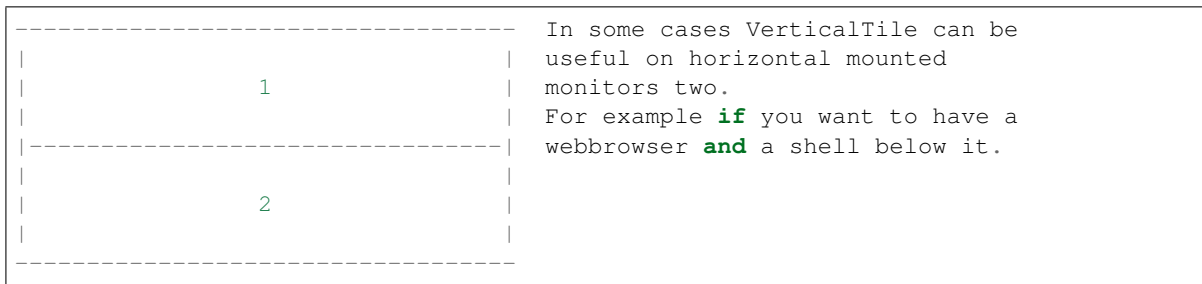 ----------------------------------- In some cases VerticalTile can be
|                                 | useful on horizontal mounted
|                1                | monitors two.
|                                 | For example if you want to have a
|---------------------------------| webbrowser and a shell below it.
|                                 |
|                2                |
|                                 |
-----------------------------------